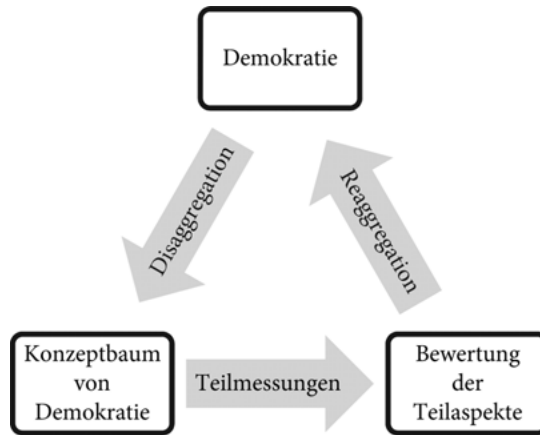 Demokratie
Disaggregation
Reaggregation
Konzeptbaum
von
Demokratie
Teilmessungen
Bewertung
der
Teilaspekte